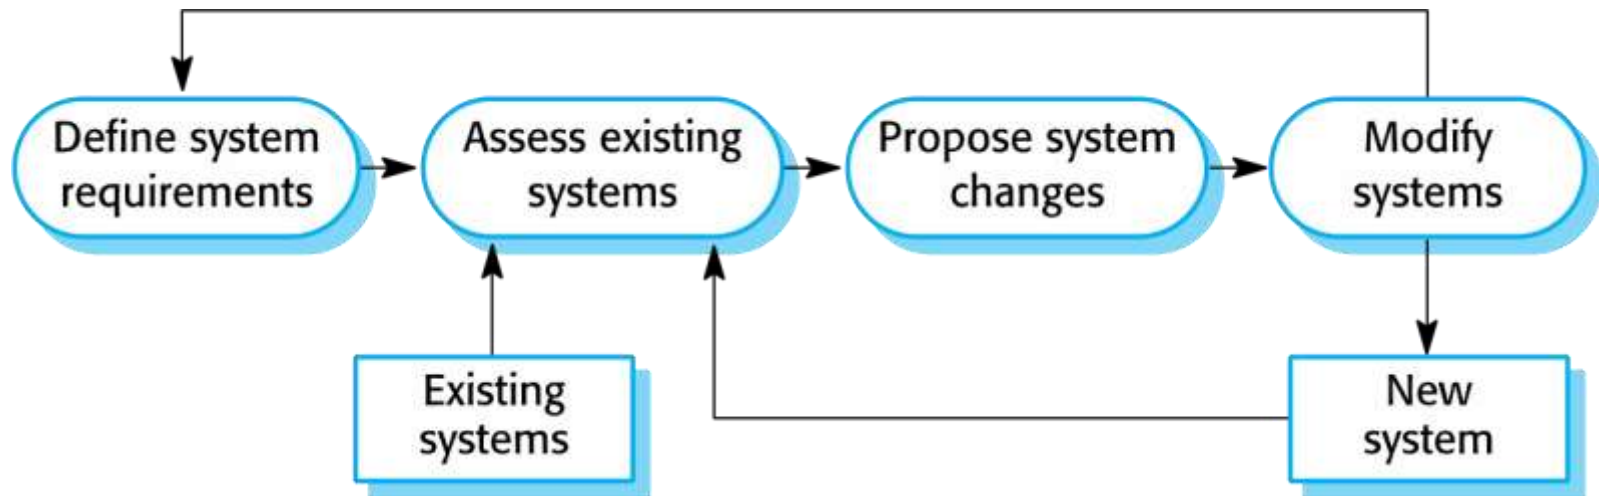 Define system
requirements
Assess existing
systems
Propose system
changes
Modify
systems
Existing
systems
New
system